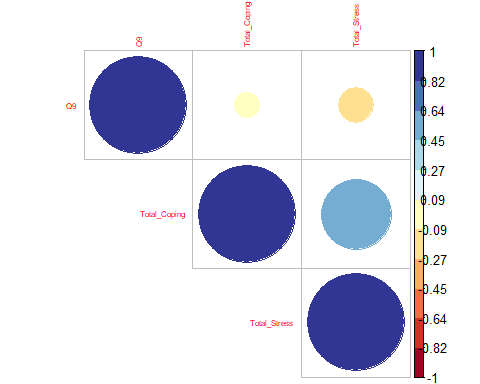 Q9
Total_Coping
Total_Stress
Q9
Total_Coping
Total_Stress
1
0.82
0.64
0.45
0.27
0.09
-0.09
-0.27
-0.45
-0.64
-0.82
-1